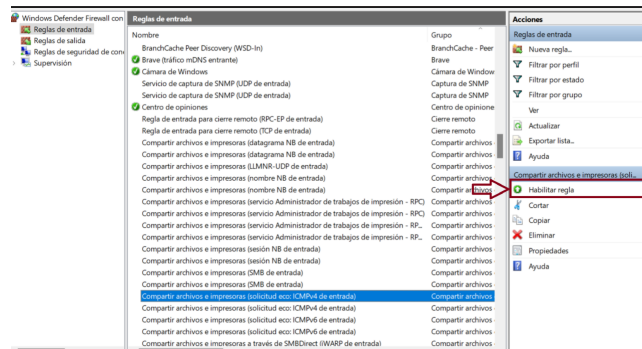 Windows Defender Firewall con
Reglas de entrada
Reglas de salida
Reglas de seguridad de con
Supervisión
Reglas de entrada
Nombre Grupo
BranchCache Peer Discovery (WSD-In) BranchCache - Peer
Brave (tráfico mDNS entrante) Brave
Cámara de Windows Cámara de Window
Servicio de captura de SNMP (UDP de entrada) Captura de SNMP
Servicio de captura de SNMP (UDP de entrada) Captura de SNMP
Centro de opiniones Centro de opinione
Regla de entrada para cierre remoto (RPC-EP de entrada) Cierre remoto
Regla de entrada para cierre remoto (TCP de entrada) Cierre remoto
Compartir archivos e impresoras (datagrama NB de entrada) Compartir archivos
Compartir archivos e impresoras (datagrama NB de entrada) Compartir archivos
Compartir archivos e impresoras (LLMNR-UDP de entrada) Compartir archivos
Compartir archivos e impresoras (nombre NB de entrada) Compartir archivos
Compartir archivos e impresoras (nombre NB de entrada) Compartir archivos
Compartir archivos e impresoras (servicio Administrador de trabajos de impresión - RPC) Compartir archivos
Compartir archivos e impresoras (servicio Administrador de trabajos de impresión - RPC) Compartir archivos
Compartir archivos e impresoras (servicio Administrador de trabajos de impresión - RP... Compartir archivos
Compartir archivos e impresoras (servicio Administrador de trabajos de impresión - RP... Compartir archivos
Compartir archivos e impresoras (sesión NB de entrada) Compartir archivos
Compartir archivos e impresoras (sesión NB de entrada) Compartir archivos
Compartir archivos e impresoras (SMB de entrada) Compartir archivos
Compartir archivos e impresoras (SMB de entrada) Compartir archivos
Compartir archivos e impresoras (solicitud eco: ICMPv4 de entrada) Compartir archivos
Compartir archivos e impresoras (solicitud eco: ICMPv4 de entrada) Compartir archivos
Compartir archivos e impresoras (solicitud eco: ICMPv6 de entrada) Compartir archivos
Compartir archivos e impresoras (solicitud eco: ICMPv6 de entrada) Compartir archivos
Compartir archivos e impresoras a través de SMBDirect (iWARP de entrada) Compartir archivos
Acciones
Reglas de entrada
Nueva regla...
Filtrar por perfil
Filtrar por estado
Filtrar por grupo
Ver
Actualizar
Exportar lista...
Ayuda
Compartir archivos e impresoras (soli...
Habilitar regla
Cortar
Copiar
Eliminar
Propiedades
Ayuda